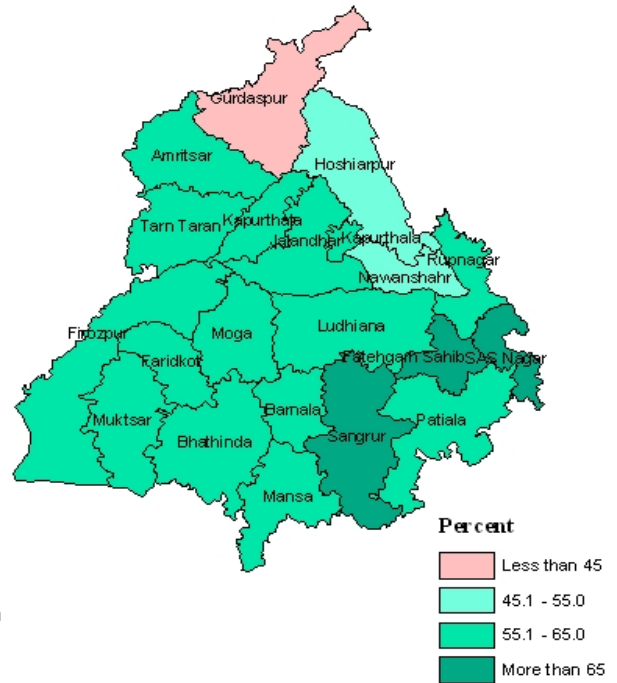 Gurdaspur
Amritsar
Hoshiarpur
Tarn Taran
Kapurthala
Jalandhar
Kapurthala
Rupnagar
Nawanshahr
Firozpur
Moga
Ludhiana
Faridkot
Fatehgarh Sahib
SAS Nagar
Muktsar
Barnala
Patiala
Bhathinda
Sangrur
Mansa
Percent
Less than 45
45.1 - 55.0
55.1 - 65.0
More than 65